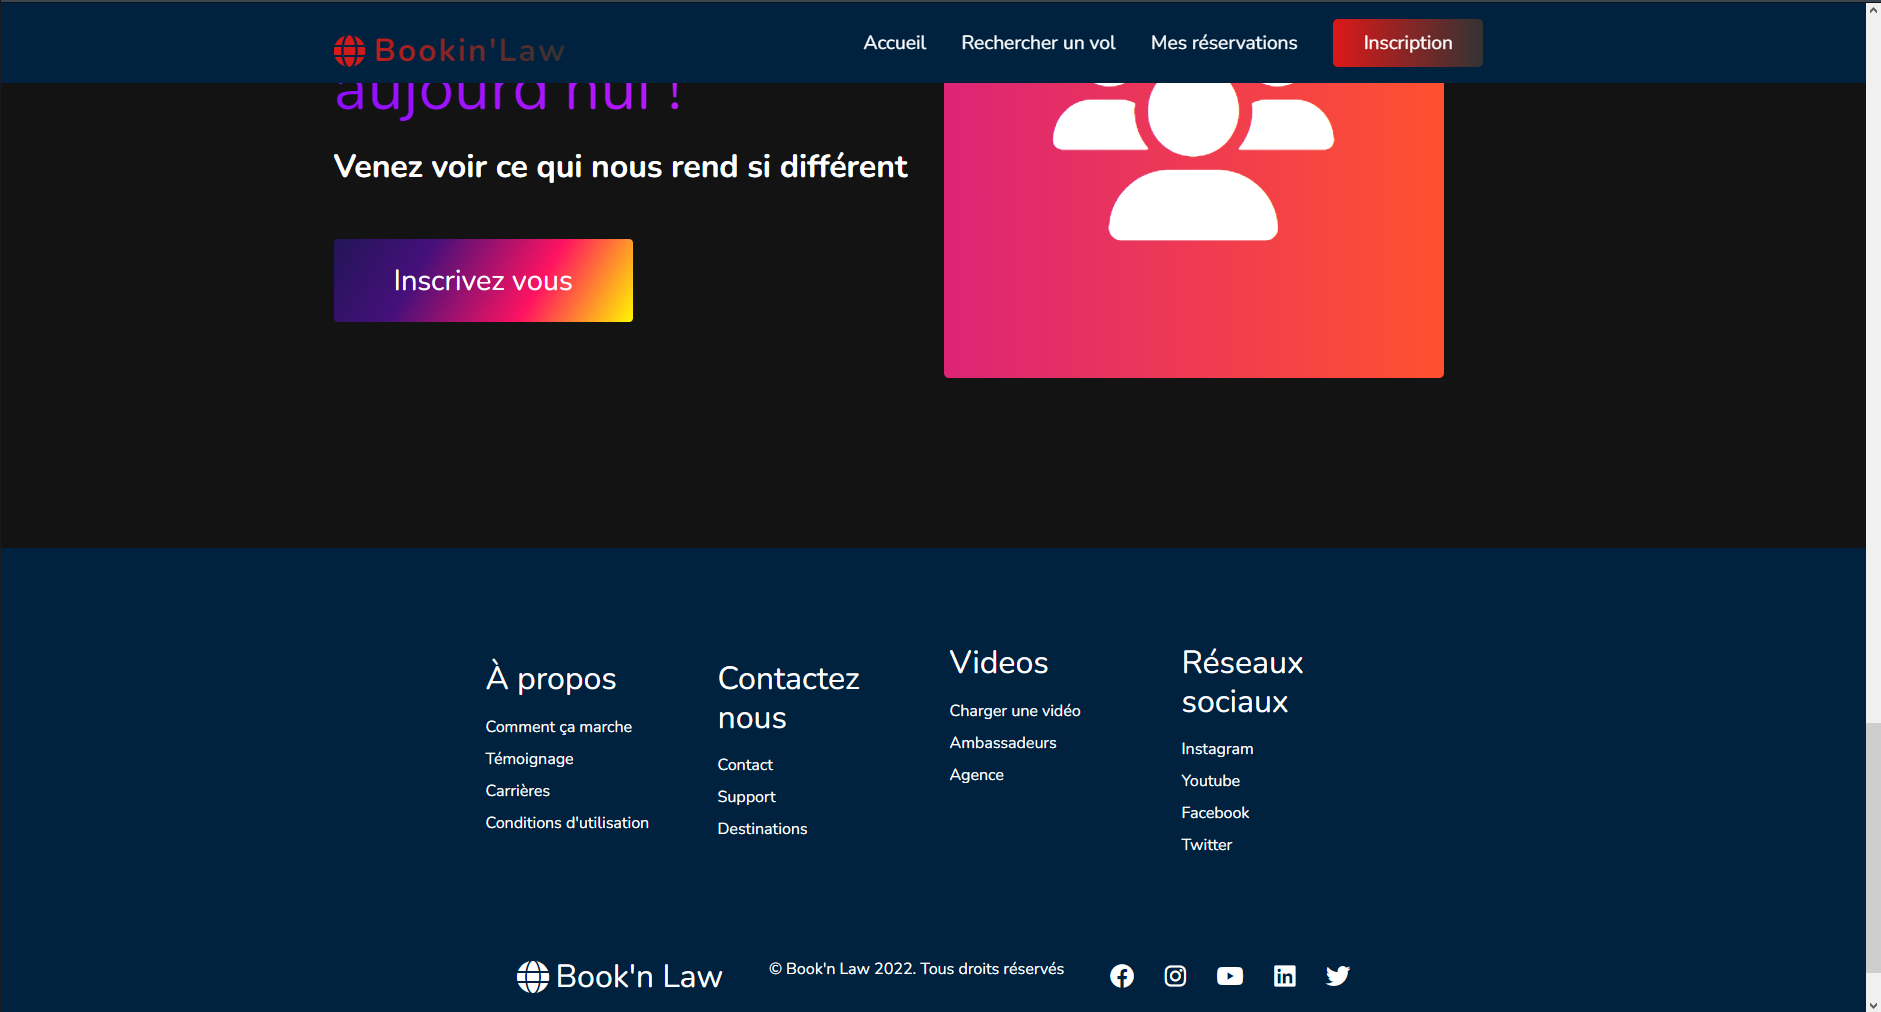 Bookin'Law
Accueil
Rechercher un vol
Mes réservations
Inscription
aujourd'hui !
Venez voir ce qui nous rend si différent
Inscrivez vous
À propos
Comment ça marche
Témoignage
Carrières
Conditions d'utilisation
Contactez
nous
Contact
Support
Destinations
Videos
Charger une vidéo
Ambassadeurs
Agence
Réseaux
sociaux
Instagram
Youtube
Facebook
Twitter
Book'n Law
© Book'n Law 2022. Tous droits réservés